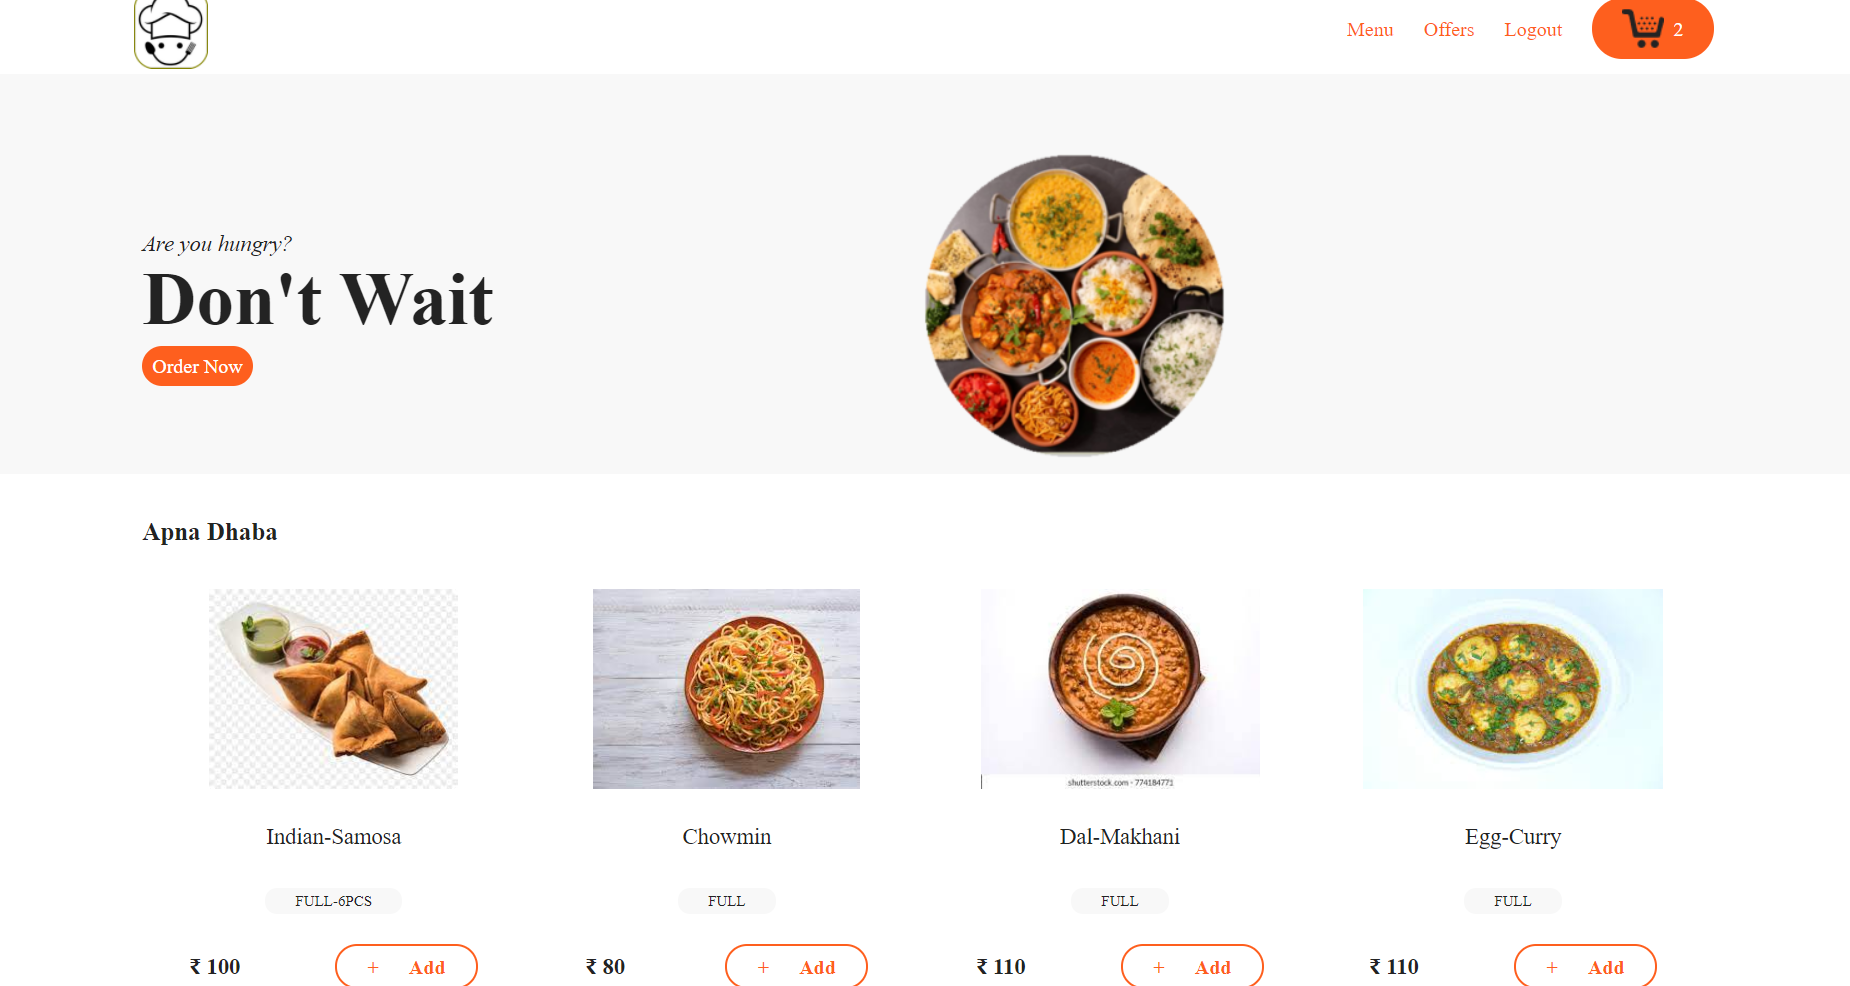 Menu Offers Logout 2
Are you hungry?
Don't Wait
Order Now
Apna Dhaba
shutterstock.com · 774184771
Indian-Samosa Chowmin Dal-Makhani Egg-Curry
FULL-6PCS FULL FULL FULL
₹ 100 + Add ₹ 80 + Add ₹ 110 + Add ₹ 110 + Add